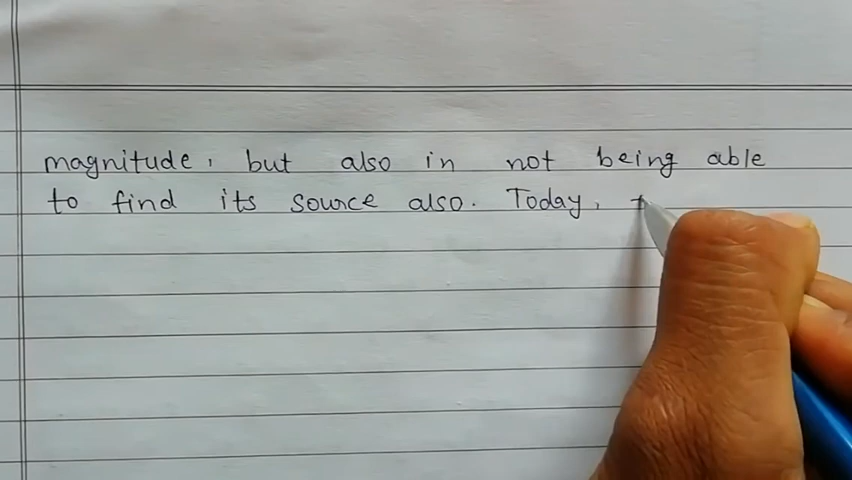 magnitude, but also in not being able
to find its source also. Today,